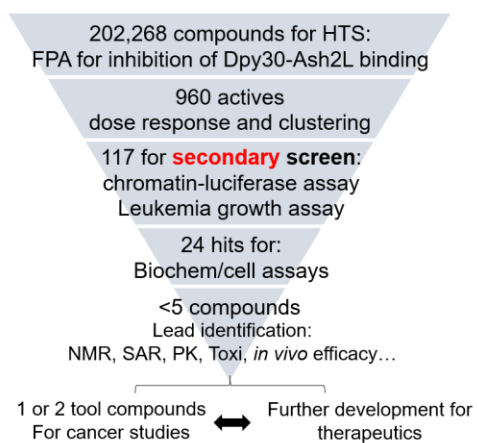 202,268 compounds for HTS:
FPA for inhibition of Dpy30-Ash2L binding
960 actives
dose response and clustering
117 for secondary screen:
chromatin-luciferase assay
Leukemia growth assay
24 hits for:
Biochem/cell assays
<5 compounds
Lead identification:
NMR, SAR, PK, Toxi, in vivo efficacy…
1 or 2 tool compounds
For cancer studies
Further development for
therapeutics